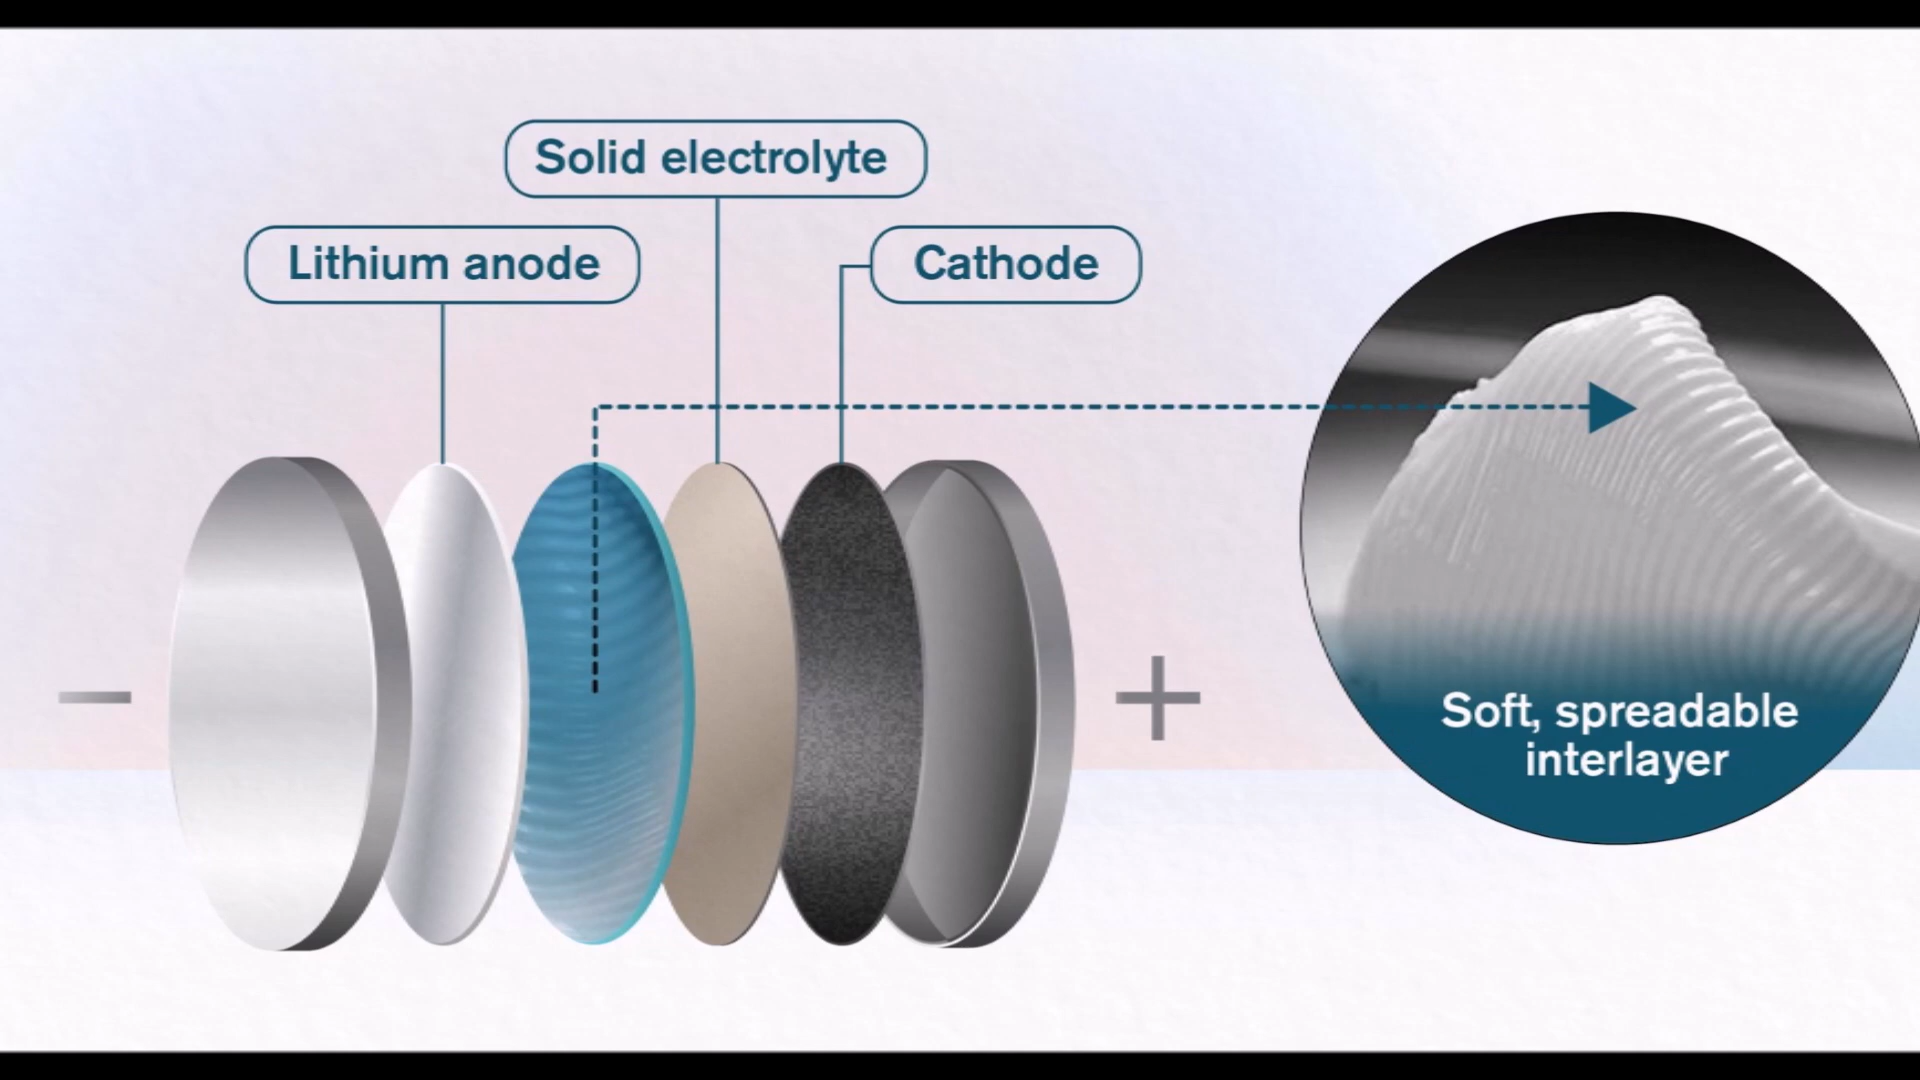 Solid electrolyte
Lithium anode
Cathode
Soft, spreadable
interlayer
−
+